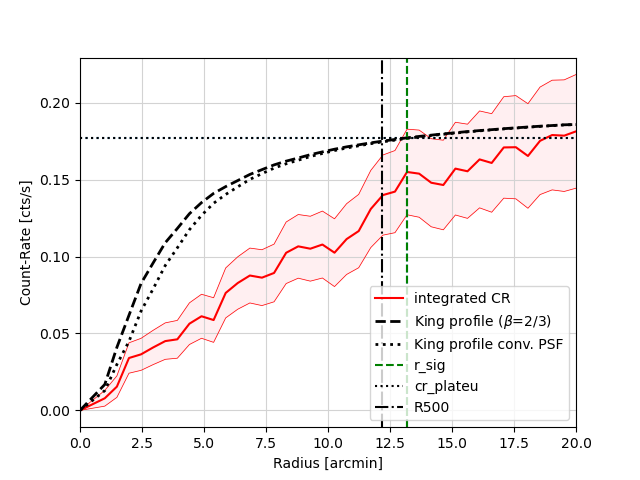 0.20
0.15
0.10
0.05
0.00
Count-Rate [cts/s]
integrated CR
King profile (β=2/3)
King profile conv. PSF
r_sig
cr_plateu
R500
0.0 2.5 5.0 7.5 10.0 12.5 15.0 17.5 20.0
Radius [arcmin]